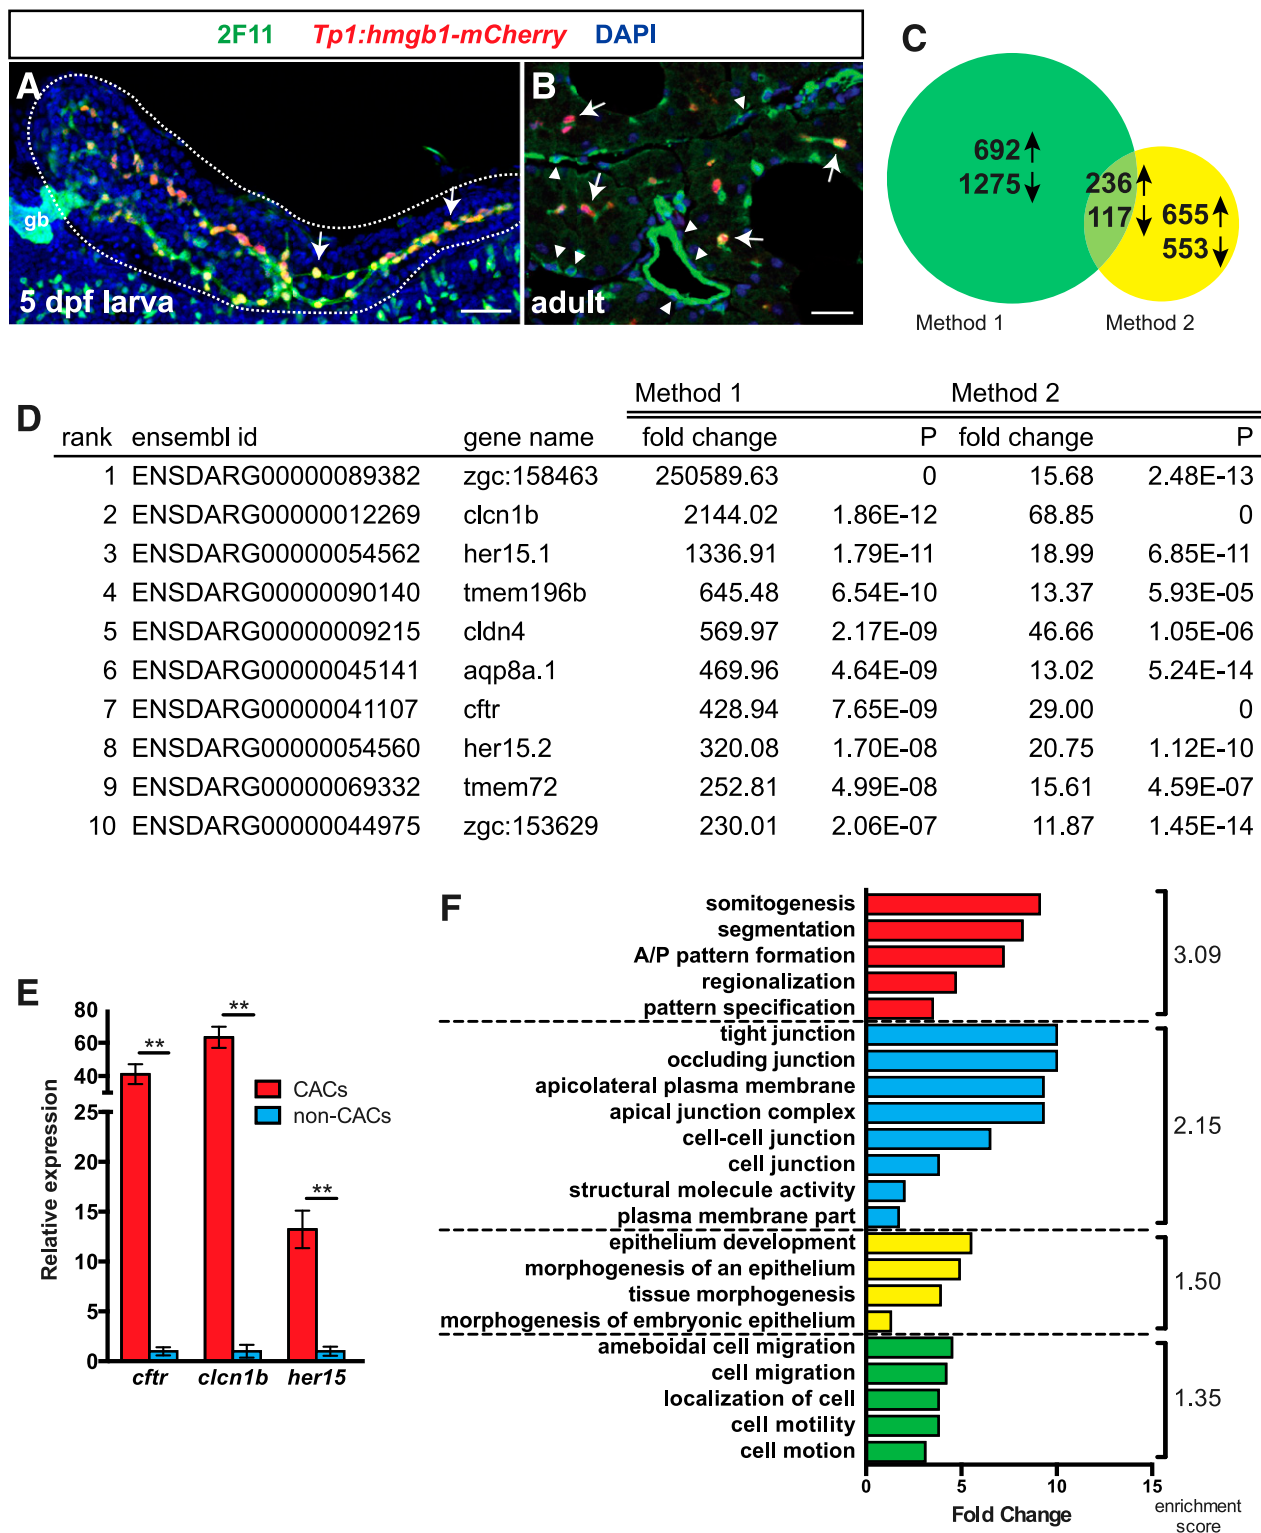 2F11 Tp1:hmgb1-mCherry DAPI
A
gb
5 dpf larva
B
adult
C
692↑
1275↓
236↑
117↓
655↑
553↓
Method 1 Method 2
D
Method 1 Method 2
rank ensembl id gene name fold change P fold change P
1 ENSDARG00000089382 zgc:158463 250589.63 0 15.68 2.48E-13
2 ENSDARG00000012269 clcn1b 2144.02 1.86E-12 68.85 0
3 ENSDARG00000054562 her15.1 1336.91 1.79E-11 18.99 6.85E-11
4 ENSDARG00000090140 tmem196b 645.48 6.54E-10 13.37 5.93E-05
5 ENSDARG00000009215 cldn4 569.97 2.17E-09 46.66 1.05E-06
6 ENSDARG00000045141 aqp8a.1 469.96 4.64E-09 13.02 5.24E-14
7 ENSDARG00000041107 cftr 428.94 7.65E-09 29.00 0
8 ENSDARG00000054560 her15.2 320.08 1.70E-08 20.75 1.12E-10
9 ENSDARG00000069332 tmem72 252.81 4.99E-08 15.61 4.59E-07
10 ENSDARG00000044975 zgc:153629 230.01 2.06E-07 11.87 1.45E-14
E
Relative expression
80
60
40
25
20
15
10
5
0
**
**
**
CACs
non-CACs
cftr clcn1b her15
F
somitogenesis
segmentation
A/P pattern formation
regionalization
pattern specification
3.09
tight junction
occluding junction
apicolateral plasma membrane
apical junction complex
cell-cell junction
cell junction
structural molecule activity
plasma membrane part
2.15
epithelium development
morphogenesis of an epithelium
tissue morphogenesis
morphogenesis of embryonic epithelium
1.50
ameboidal cell migration
cell migration
localization of cell
cell motility
cell motion
1.35
0 5 10 15
Fold Change
enrichment
score